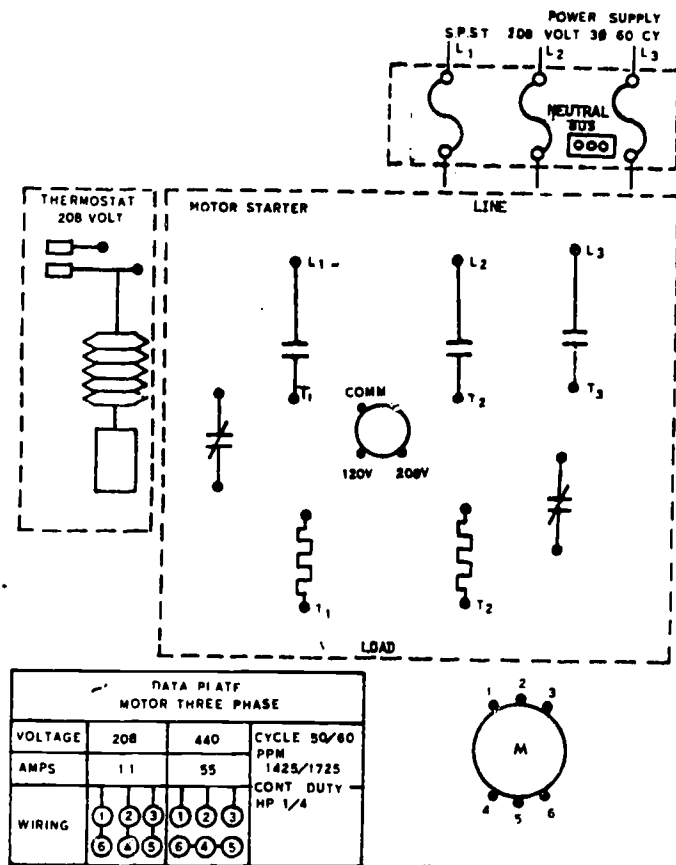 POWER SUPPLY
S.P.S T 208 VOLT 3Ø 60 CY
L1 L2 L3
NEUTRAL
BUS
THERMOSTAT
208 VOLT
MOTOR STARTER
LINE
L1
L2
L3
T1
COMM
T2
T3
120V 208V
T1
T2
LOAD
DATA PLATE
MOTOR THREE PHASE
VOLTAGE 208 440 CYCLE 50/60
PPM
AMPS 1 1 55 1425/1725
CONT DUTY
HP 1/4
WIRING
1 2 3 1 2 3
6 4 5 6 4 5
1 2 3
M
4 5 6